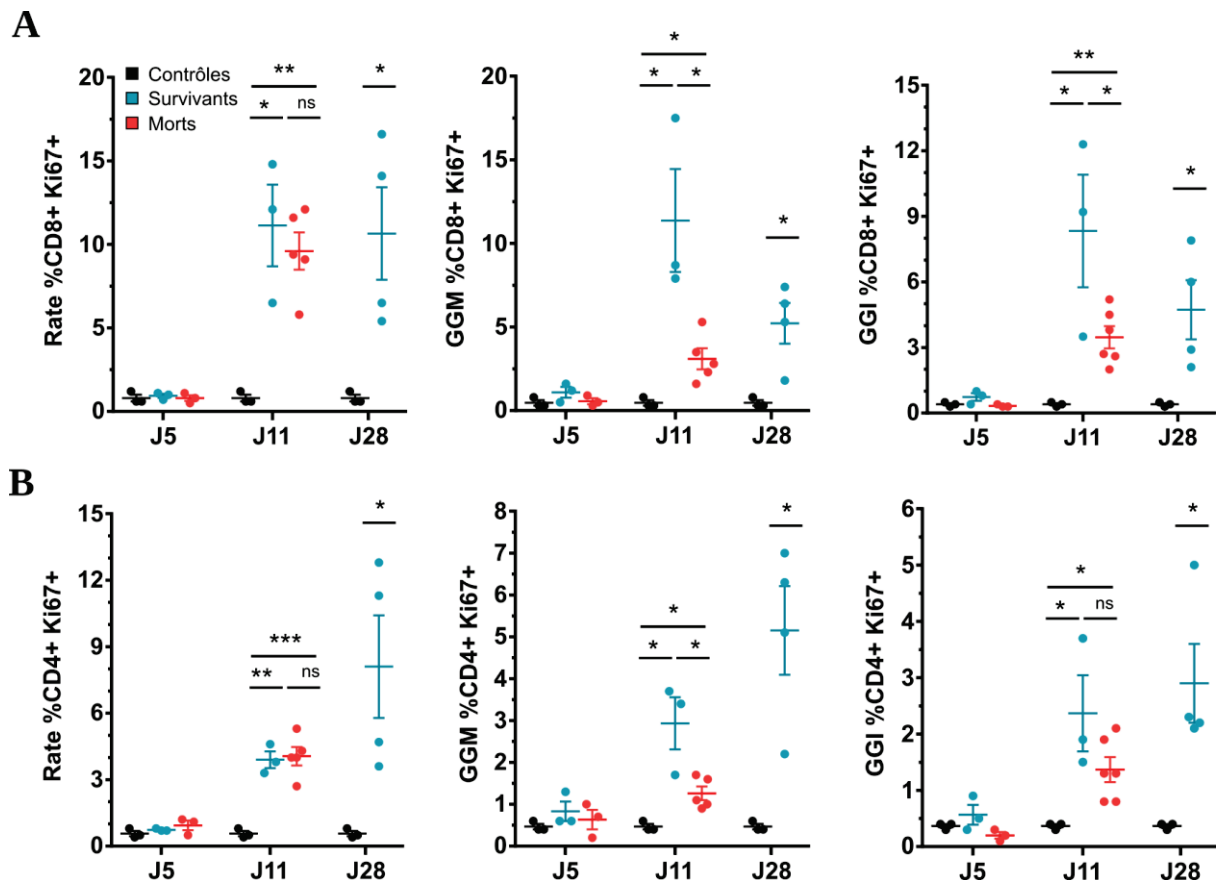 A
Rate %CD8+ Ki67+
20
15
10
5
0
Contrôles
Survivants
Morts
**
*
ns
*
J5
J11
J28
GGM %CD8+ Ki67+
20
15
10
5
0
*
*
*
*
J5
J11
J28
GGI %CD8+ Ki67+
15
12
9
6
3
0
**
*
*
*
J5
J11
J28
B
Rate %CD4+ Ki67+
15
12
9
6
3
0
***
**
ns
*
J5
J11
J28
GGM %CD4+ Ki67+
8
7
6
5
4
3
2
1
0
*
*
*
*
J5
J11
J28
GGI %CD4+ Ki67+
6
5
4
3
2
1
0
*
*
ns
*
J5
J11
J28